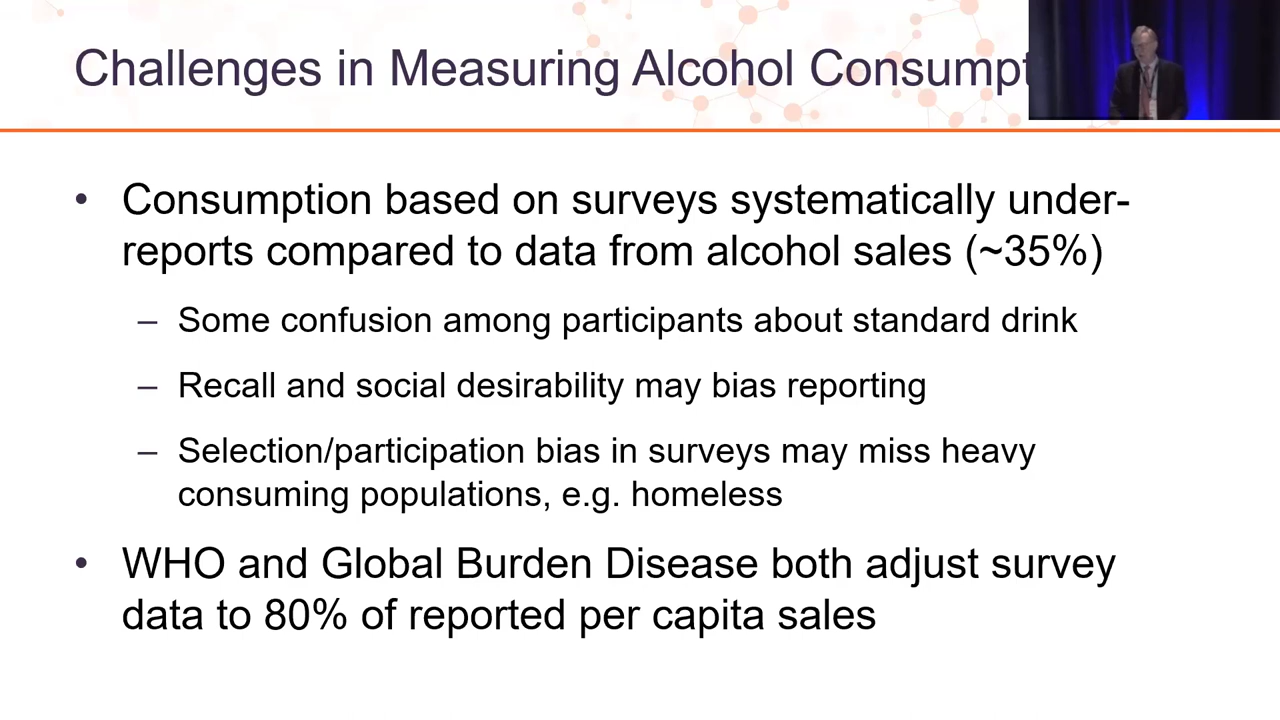 Challenges in Measuring Alcohol Consumpt
• Consumption based on surveys systematically under-
reports compared to data from alcohol sales (~35%)
– Some confusion among participants about standard drink
– Recall and social desirability may bias reporting
– Selection/participation bias in surveys may miss heavy
consuming populations, e.g. homeless
• WHO and Global Burden Disease both adjust survey
data to 80% of reported per capita sales